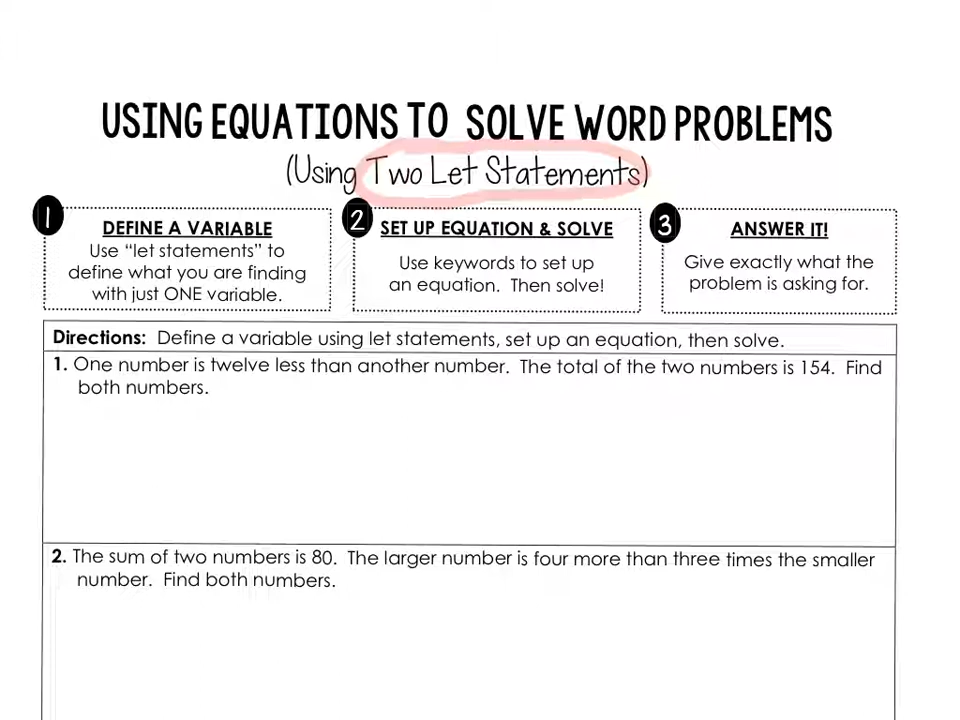 USING EQUATIONS TO SOLVE WORD PROBLEMS
(Using Two Let Statements)
1
DEFINE A VARIABLE
Use “let statements” to
define what you are finding
with just ONE variable.
2
SET UP EQUATION & SOLVE
Use keywords to set up
an equation. Then solve!
3
ANSWER IT!
Give exactly what the
problem is asking for.
Directions: Define a variable using let statements, set up an equation, then solve.
1. One number is twelve less than another number. The total of the two numbers is 154. Find
both numbers.
2. The sum of two numbers is 80. The larger number is four more than three times the smaller
number. Find both numbers.